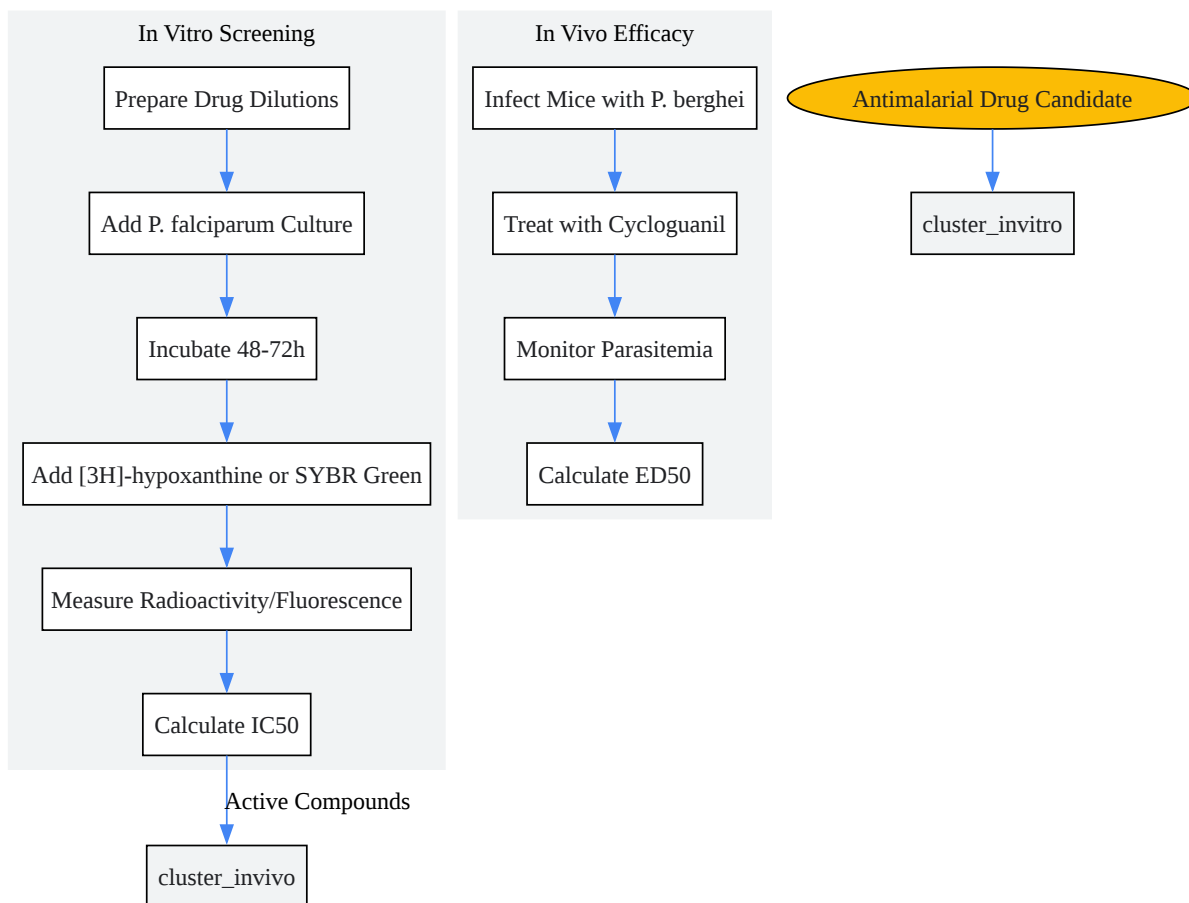 In Vitro Screening
Prepare Drug Dilutions
Add P. falciparum Culture
Incubate 48-72h
Add [3H]-hypoxanthine or SYBR Green
Measure Radioactivity/Fluorescence
Calculate IC50
Active Compounds
cluster_invivo
In Vivo Efficacy
Infect Mice with P. berghei
Treat with Cycloguanil
Monitor Parasitemia
Calculate ED50
Antimalarial Drug Candidate
cluster_invitro